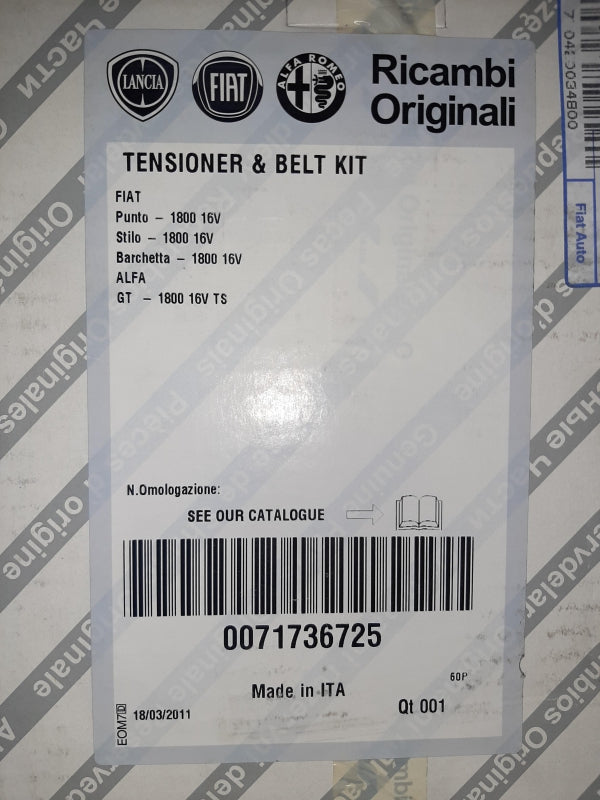 LANCIA
FIAT
ALFA ROMEO
Ricambi
Originali
TENSIONER & BELT KIT
FIAT
Punto – 1800 16V
Stilo – 1800 16V
Barchetta – 1800 16V
ALFA
GT – 1800 16V TS
N.Omologazione:
SEE OUR CATALOGUE
0071736725
Made in ITA
60P
EOM7
18/03/2011
Qt 001
Fiat Auto